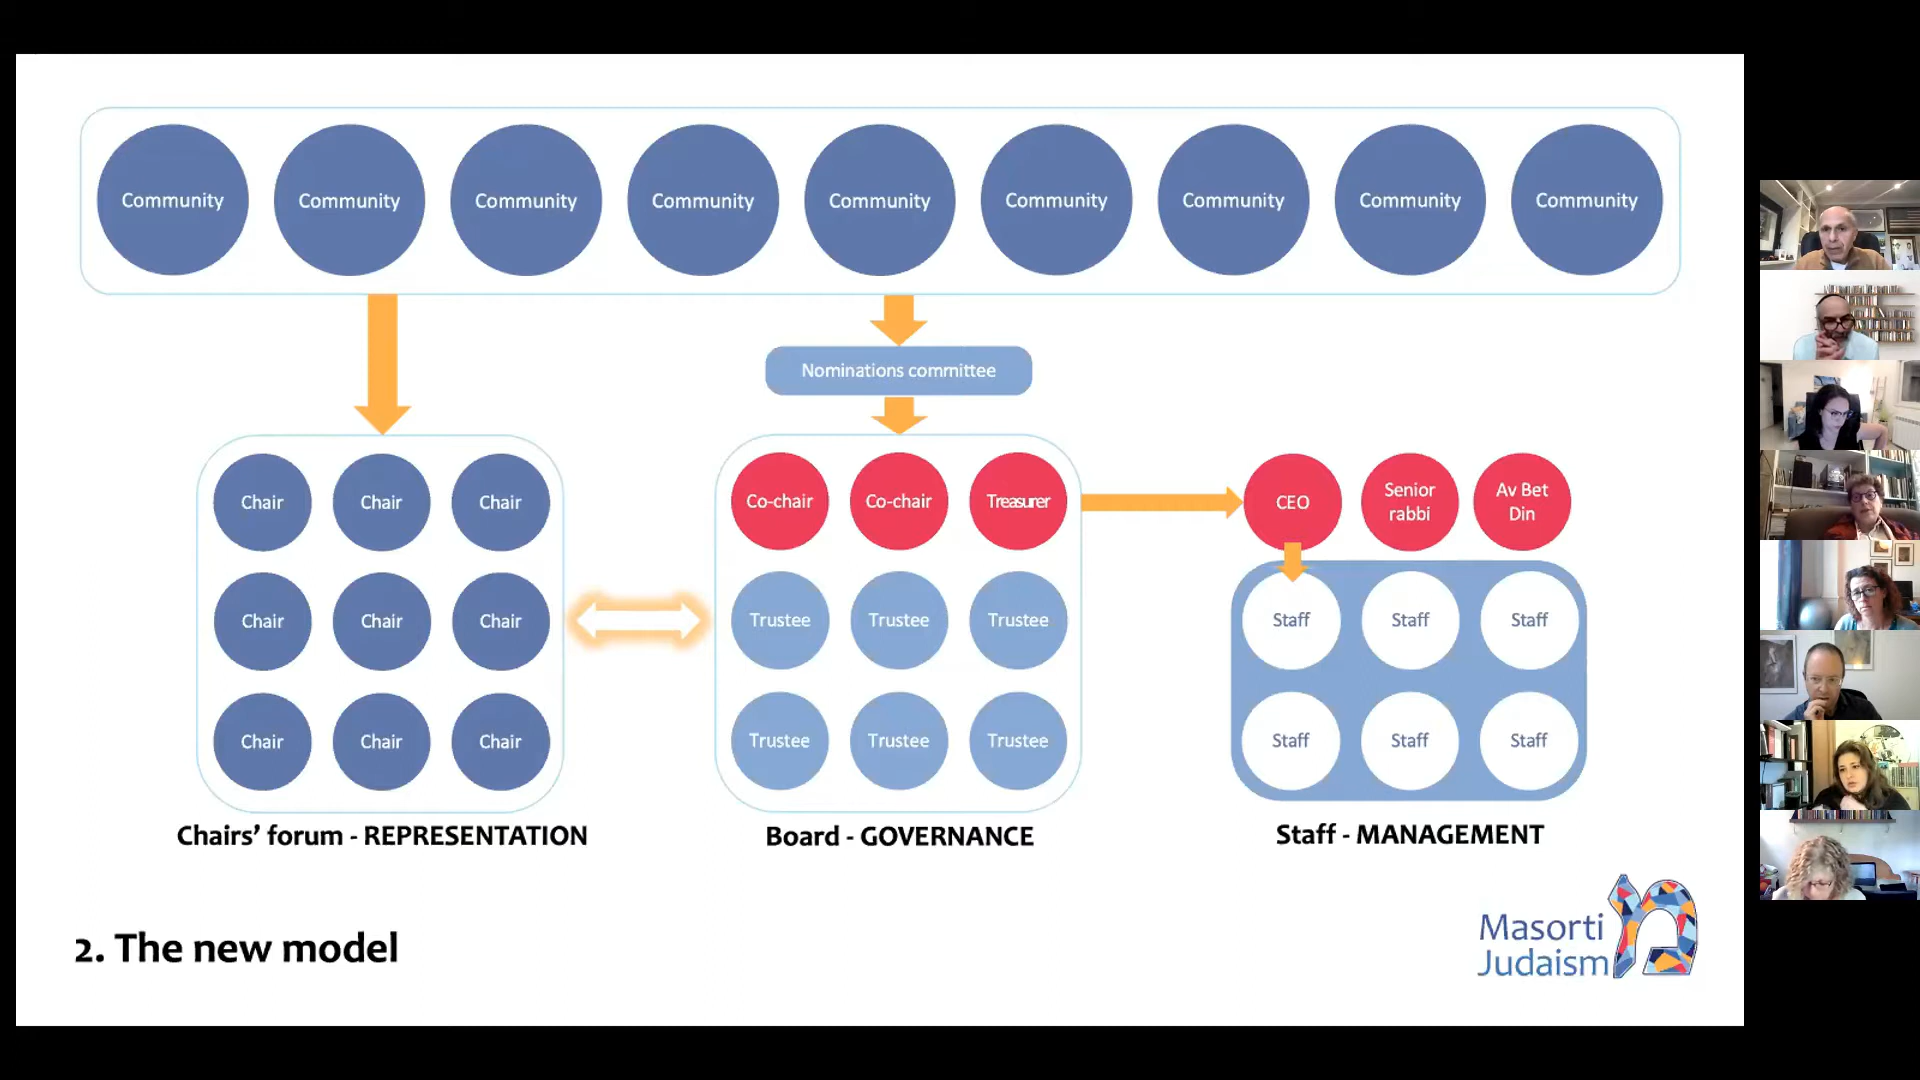 Community Community Community Community Community Community Community Community Community
Nominations committee
Chair Chair Chair
Chair Chair Chair
Chair Chair Chair
Chairs’ forum - REPRESENTATION
Co-chair Co-chair Treasurer
Trustee Trustee Trustee
Trustee Trustee Trustee
Board - GOVERNANCE
CEO
Senior
rabbi
Av Bet
Din
Staff Staff Staff
Staff Staff Staff
Staff - MANAGEMENT
2. The new model
Masorti
Judaism